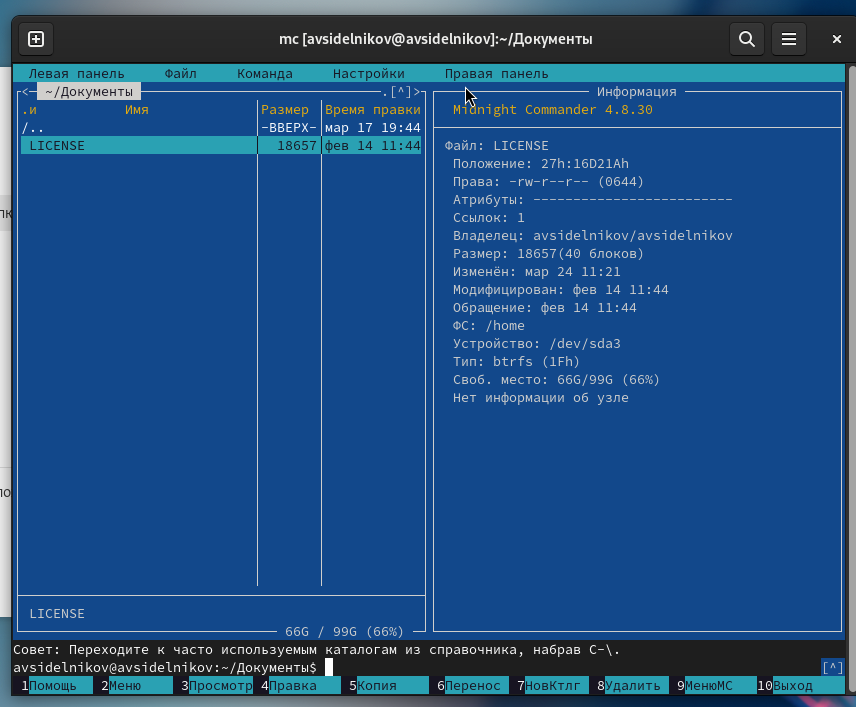 mc [avsidelnikov@avsidelnikov]:~/Документы
Левая панель Файл Команда Настройки Правая панель
<- ~/Документы .[^]>
.и Имя Размер Время правки
/.. -ВВЕРХ- мар 17 19:44
LICENSE 18657 фев 14 11:44
LICENSE
66G / 99G (66%)
Информация
Midnight Commander 4.8.30
Файл: LICENSE
Положение: 27h:16D21Ah
Права: -rw-r--r-- (0644)
Атрибуты: -------------------------
Ссылок: 1
Владелец: avsidelnikov/avsidelnikov
Размер: 18657(40 блоков)
Изменён: мар 24 11:21
Модифицирован: фев 14 11:44
Обращение: фев 14 11:44
ФС: /home
Устройство: /dev/sda3
Тип: btrfs (1Fh)
Своб. место: 66G/99G (66%)
Нет информации об узле
Совет: Переходите к часто используемым каталогам из справочника, набрав C-\.
avsidelnikov@avsidelnikov:~/Документы$ [^]
1Помощь 2Меню 3Просмотр 4Правка 5Копия 6Перенос 7НовКтлг 8Удалить 9МенюМС 10Выход